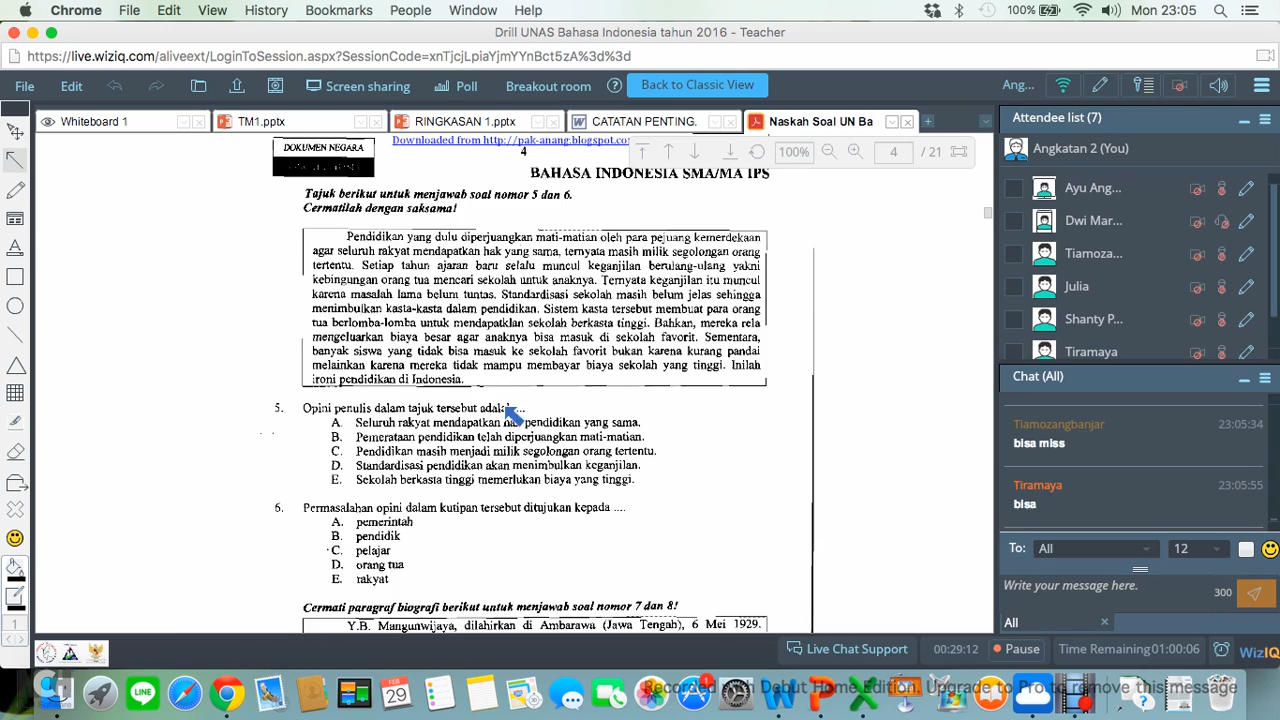 Chrome File Edit View History Bookmarks People Window Help 100% Mon 23:05
Drill UNAS Bahasa Indonesia tahun 2016 - Teacher
https://live.wiziq.com/aliveext/LoginToSession.aspx?SessionCode=xnTjcjLpiaYjmYYnBct5zA%3d%3d
File Edit Screen sharing Poll Breakout room Back to Classic View Ang...
Whiteboard 1 TM1.pptx RINGKASAN 1.pptx CATATAN PENTING. Naskah Soal UN Ba
Attendee list (7)
Angkatan 2 (You)
Ayu Ang...
Dwi Mar...
Tiamoza...
Julia
Shanty P...
Tiramaya
Chat (All)
Tiamozangbanjar 23:05:34
bisa miss
Tiramaya 23:05:55
bisa
To: All 12
Write your message here. 300
All
DOKUMEN NEGARA
Downloaded from http://pak-anang.blogspot.co
100% 4 / 21
4
BAHASA INDONESIA SMA/MA IPS
Tajuk berikut untuk menjawab soal nomor 5 dan 6.
Cermatilah dengan saksama!
Pendidikan yang dulu diperjuangkan mati-matian oleh para pejuang kemerdekaan
agar seluruh rakyat mendapatkan hak yang sama, ternyata masih milik segolongan orang
tertentu. Setiap tahun ajaran baru selalu muncul keganjilan berulang-ulang yakni
kebingungan orang tua mencari sekolah untuk anaknya. Ternyata keganjilan itu muncul
karena masalah lama belum tuntas. Standardisasi sekolah masih belum jelas sehingga
menimbulkan kasta-kasta dalam pendidikan. Sistem kasta tersebut membuat para orang
tua berlomba-lomba untuk mendapatklan sekolah berkasta tinggi. Bahkan, mereka rela
mengeluarkan biaya besar agar anaknya bisa masuk di sekolah favorit. Sementara,
banyak siswa yang tidak bisa masuk ke sekolah favorit bukan karena kurang pandai
melainkan karena mereka tidak mampu membayar biaya sekolah yang tinggi. Inilah
ironi pendidikan di Indonesia.
5. Opini penulis dalam tajuk tersebut adalah ...
A. Seluruh rakyat mendapatkan hak pendidikan yang sama.
B. Pemerataan pendidikan telah diperjuangkan mati-matian.
C. Pendidikan masih menjadi milik segolongan orang tertentu.
D. Standardisasi pendidikan akan menimbulkan keganjilan.
E. Sekolah berkasta tinggi memerlukan biaya yang tinggi.
6. Permasalahan opini dalam kutipan tersebut ditujukan kepada ....
A. pemerintah
B. pendidik
C. pelajar
D. orang tua
E. rakyat
Cermati paragraf biografi berikut untuk menjawab soal nomor 7 dan 8!
Y.B. Mangunwijaya, dilahirkan di Ambarawa (Jawa Tengah), 6 Mei 1929.
1
Live Chat Support 00:29:12 Pause Time Remaining 01:00:06 WizIQ
LINE FEB 29
Recorded with Debut Home Edition. Upgrade to Pro to remove this message